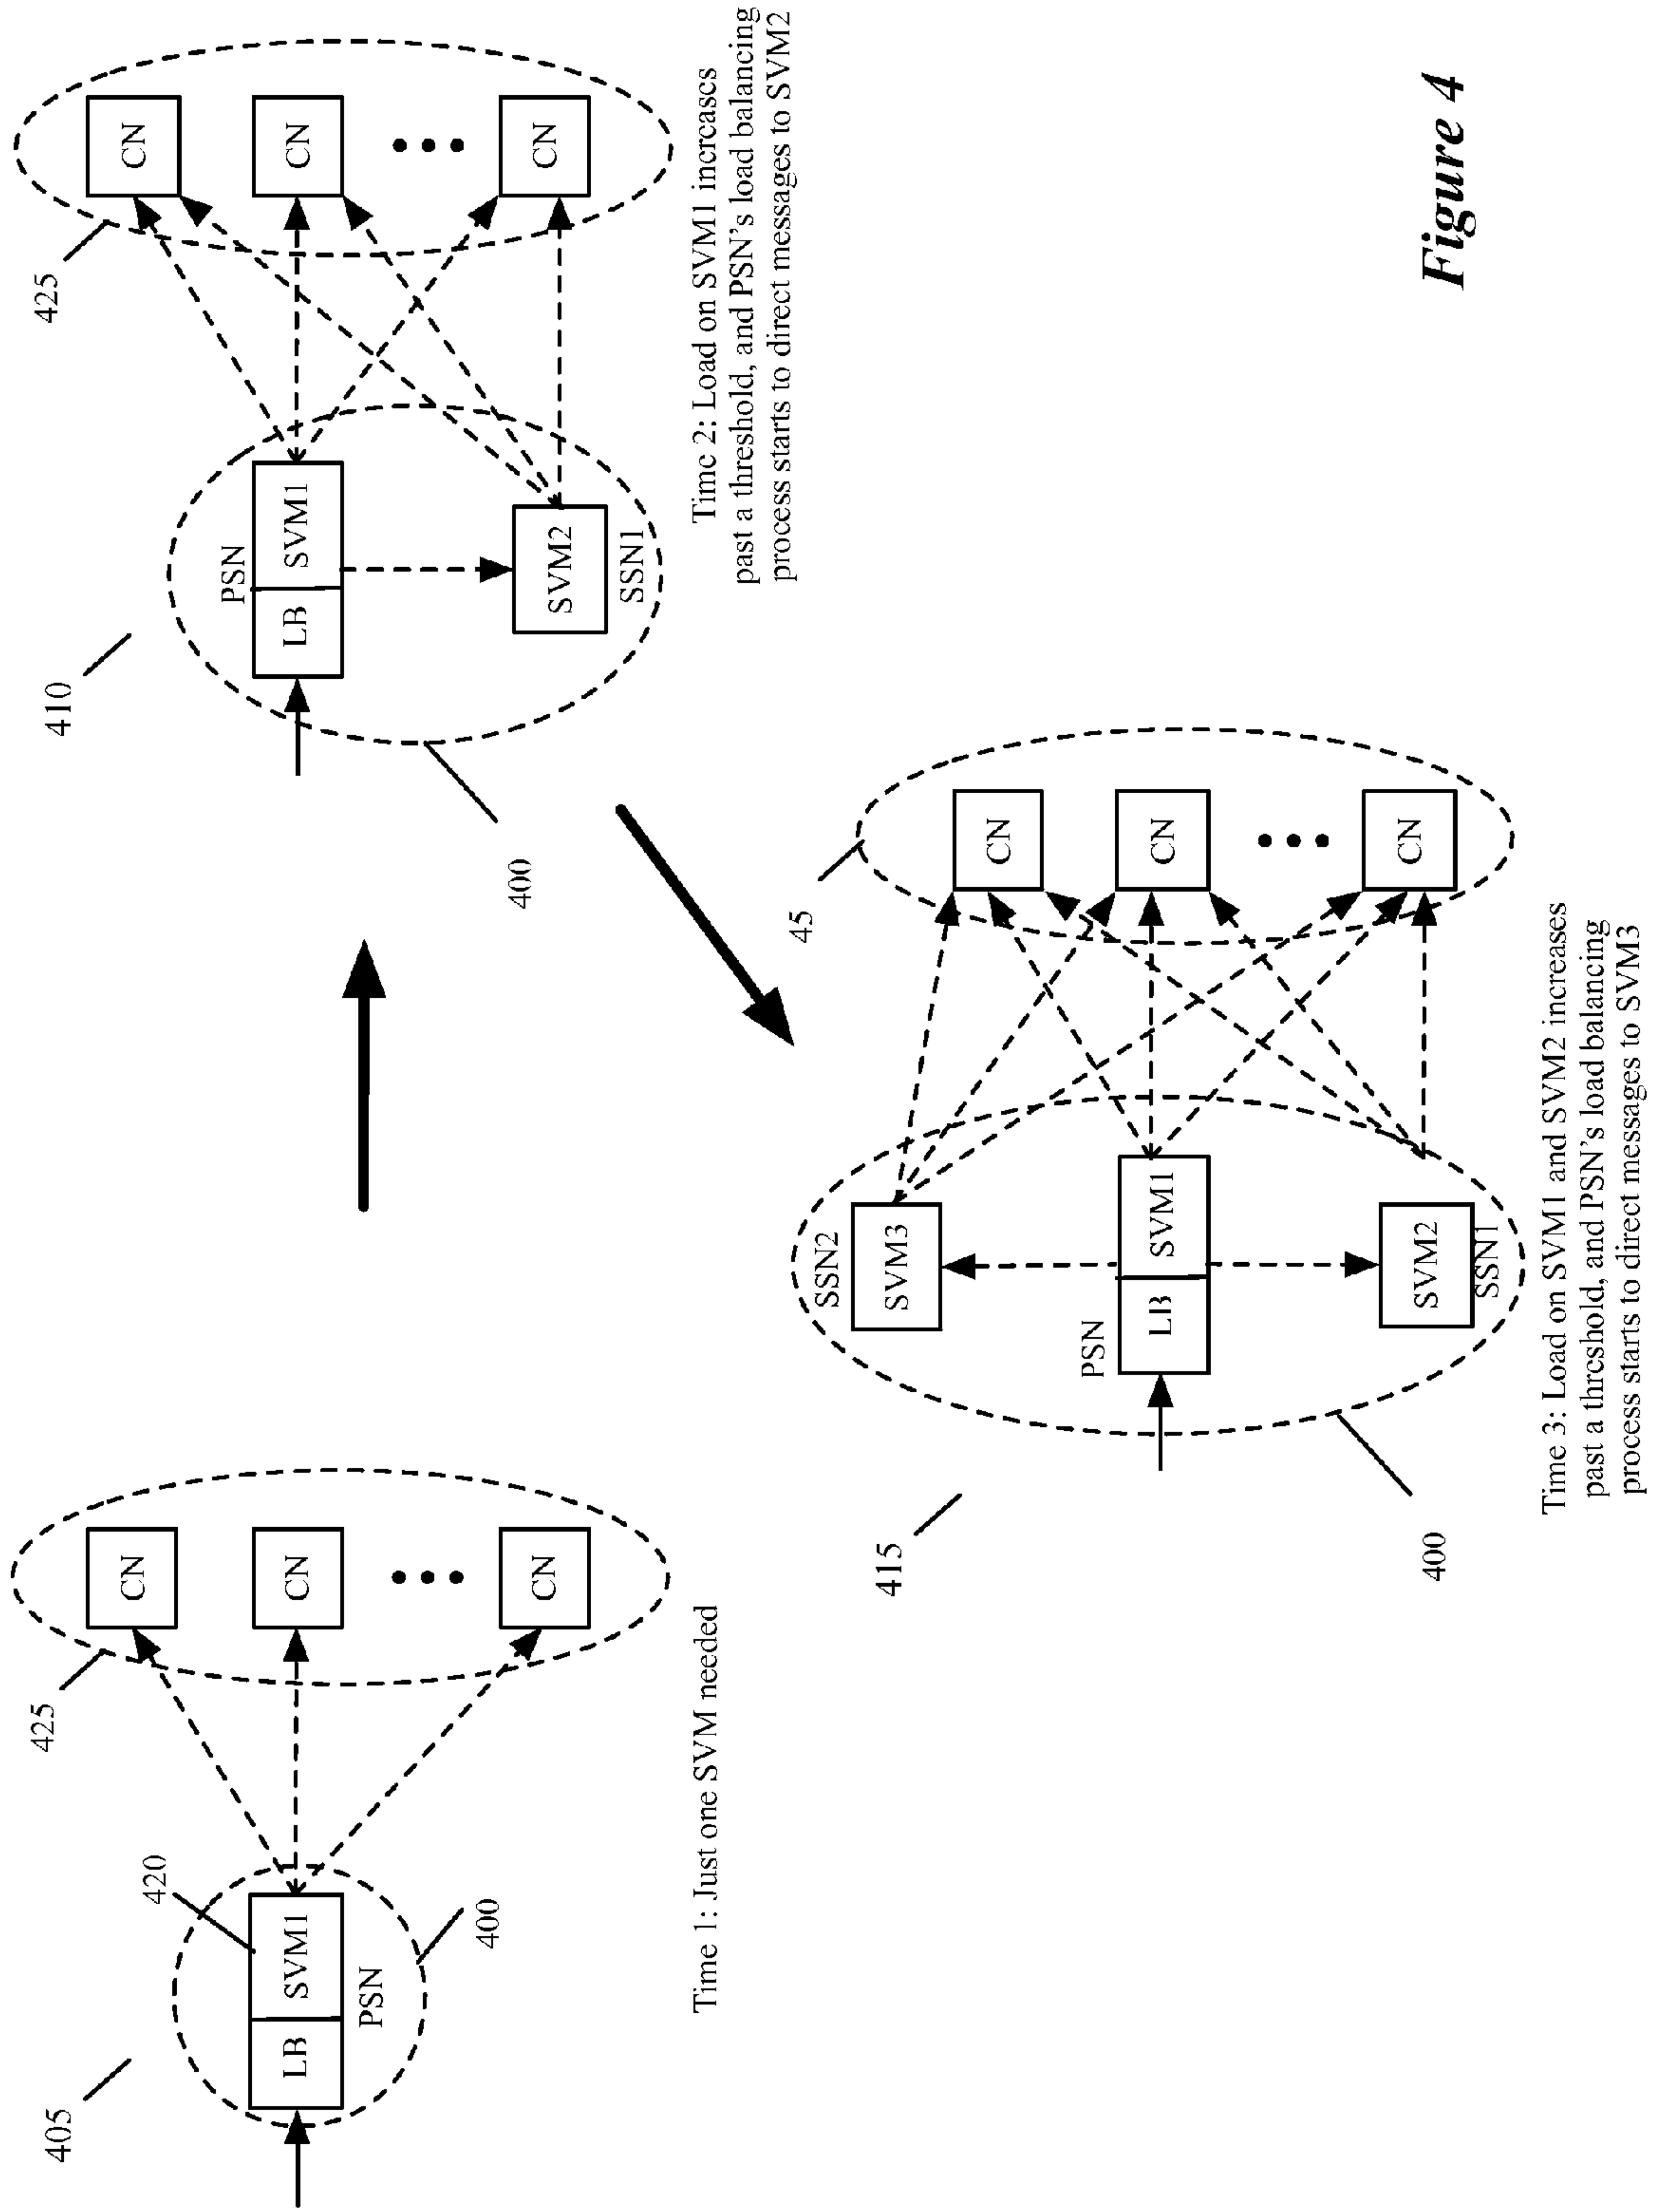 405
LB
SVM1
420
PSN
400
425
CN
CN
CN
Time 1: Just one SVM needed
410
PSN
LB
SVM1
SVM2
SSN1
400
425
CN
CN
CN
Time 2: Load on SVM1 increases
past a threshold, and PSN's load balancing
process starts to direct messages to SVM2
415
SSN2
SVM3
PSN
LB
SVM1
SVM2
SSN1
400
45
CN
CN
CN
Time 3: Load on SVM1 and SVM2 increases
past a threshold, and PSN's load balancing
process starts to direct messages to SVM3
Figure 4